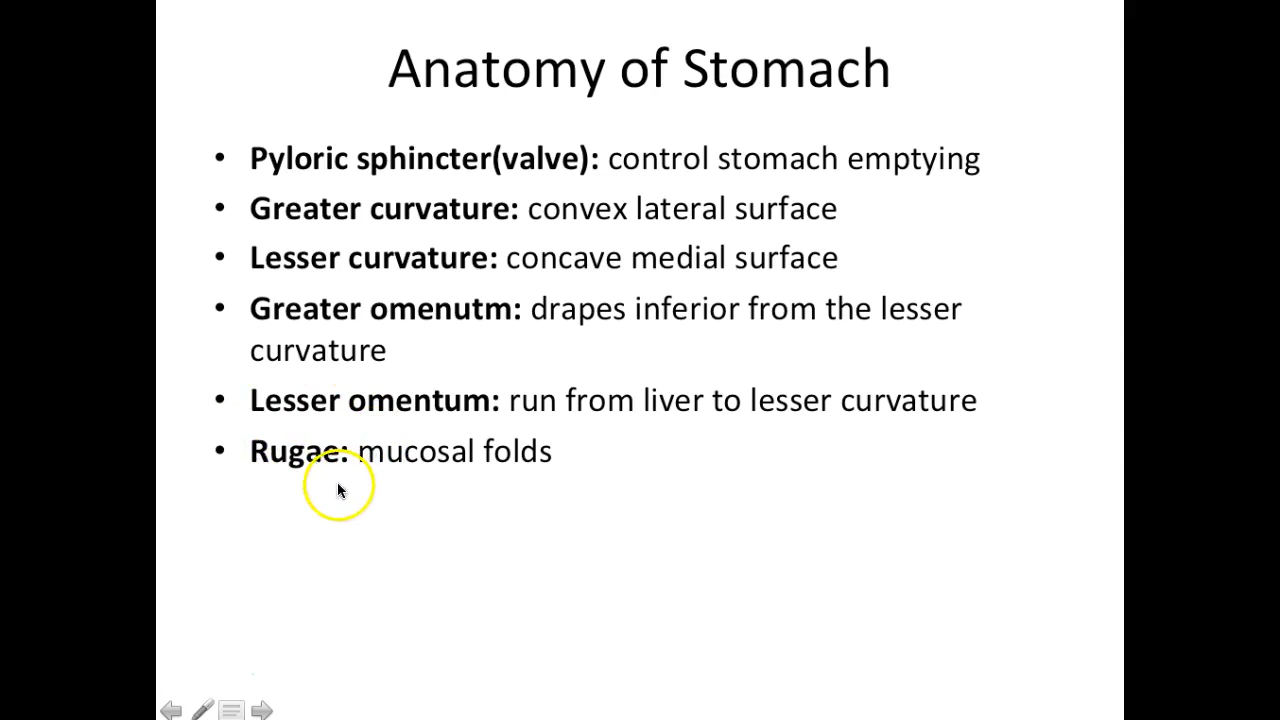 Anatomy of Stomach
• Pyloric sphincter(valve): control stomach emptying
• Greater curvature: convex lateral surface
• Lesser curvature: concave medial surface
• Greater omenutm: drapes inferior from the lesser
curvature
• Lesser omentum: run from liver to lesser curvature
• Rugae: mucosal folds